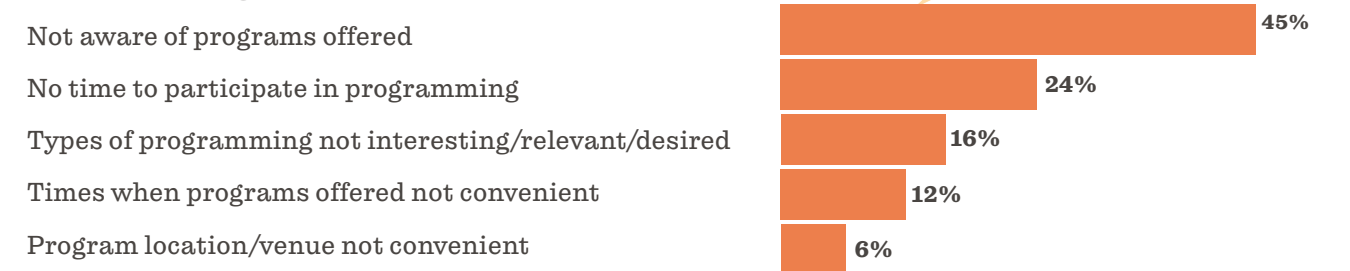 Not aware of programs offered 45%
No time to participate in programming 24%
Types of programming not interesting/relevant/desired 16%
Times when programs offered not convenient 12%
Program location/venue not convenient 6%